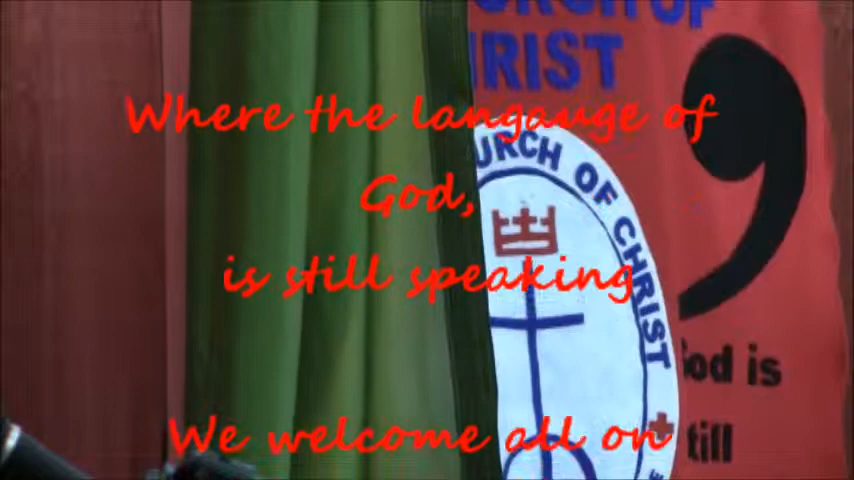 URCH OF
HRIST
Where the langauge of
God,
is still speaking
We welcome all on
URCH OF CHRIST
God is
till